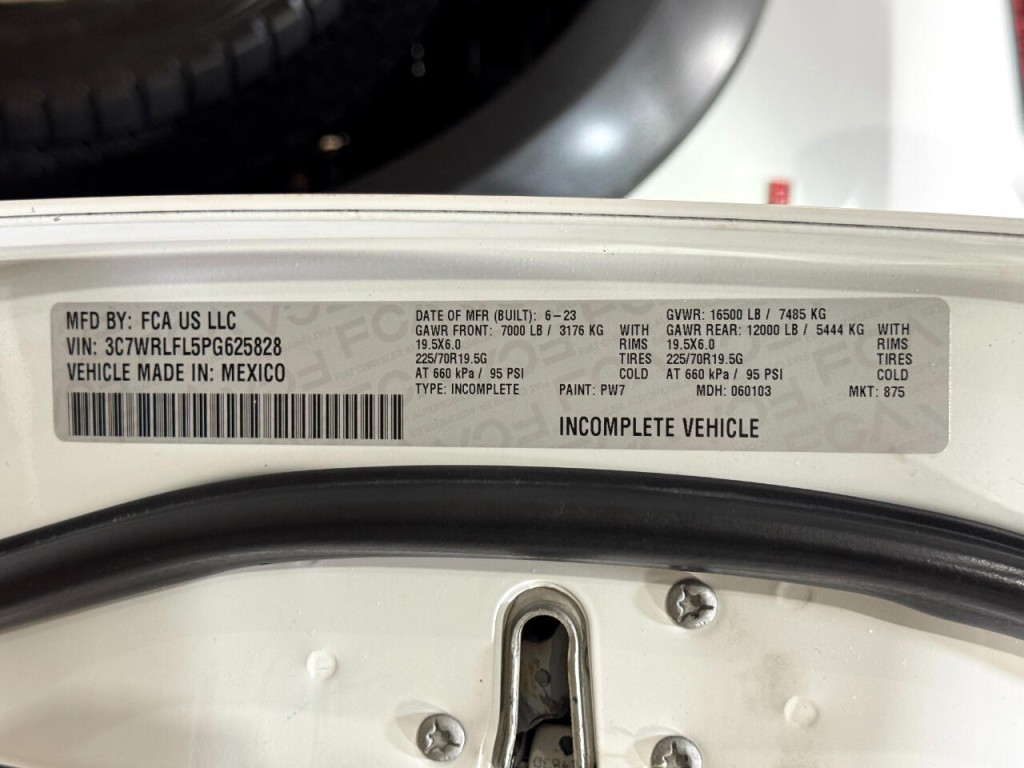 MFD BY: FCA US LLC
VIN: 3C7WRLFL5PG625828
VEHICLE MADE IN: MEXICO
DATE OF MFR (BUILT): 6-23
GAWR FRONT: 7000 LB / 3176 KG WITH
19.5X6.0 RIMS
225/70R19.5G TIRES
AT 660 kPa / 95 PSI COLD
TYPE: INCOMPLETE
GVWR: 16500 LB / 7485 KG
GAWR REAR: 12000 LB / 5444 KG WITH
19.5X6.0 RIMS
225/70R19.5G TIRES
AT 660 kPa / 95 PSI COLD
PAINT: PW7 MDH: 060103 MKT: 875
INCOMPLETE VEHICLE